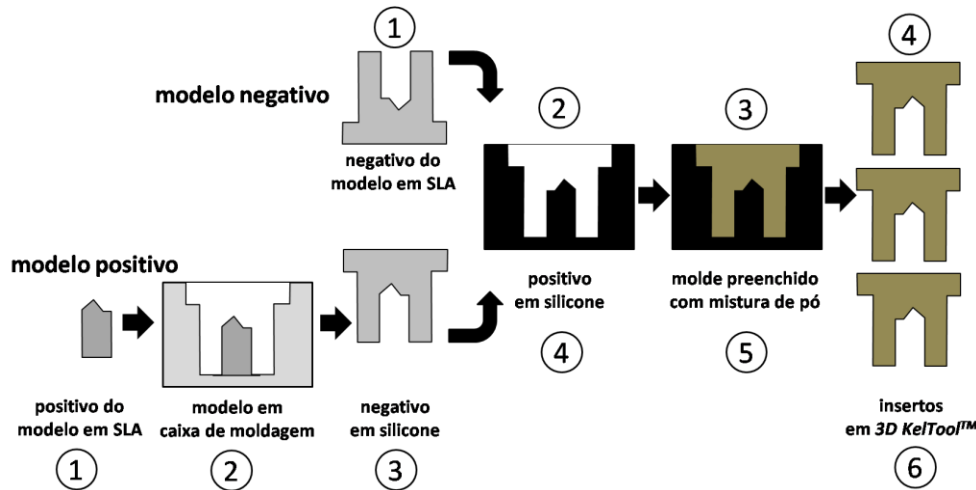 1
4
modelo negativo
2
3
negativo do
modelo em SLA
modelo positivo
positivo
em silicone
molde preenchido
com mistura de pó
4
5
positivo do
modelo em SLA
modelo em
caixa de moldagem
negativo
em silicone
insertos
em 3D KelTool™
1
2
3
6